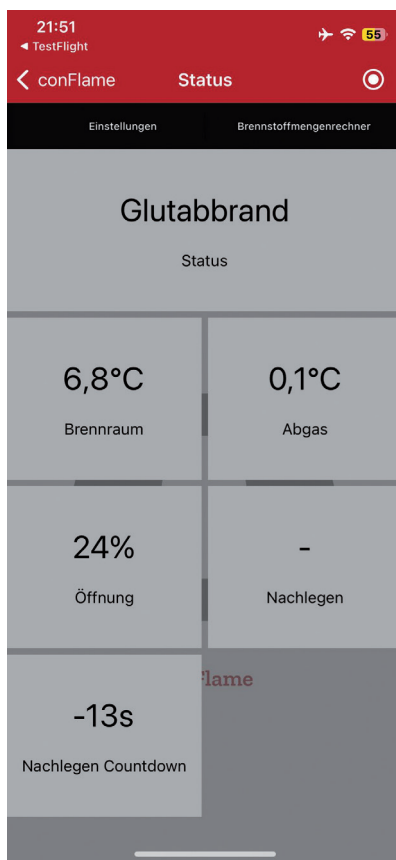 21:51
55
◀ TestFlight
conFlame
Status
Einstellungen
Brennstoffmengenrechner
Glutabbrand
Status
6,8°C
0,1°C
Brennraum
Abgas
24%
-
Öffnung
Nachlegen
Flame
-13s
Nachlegen Countdown